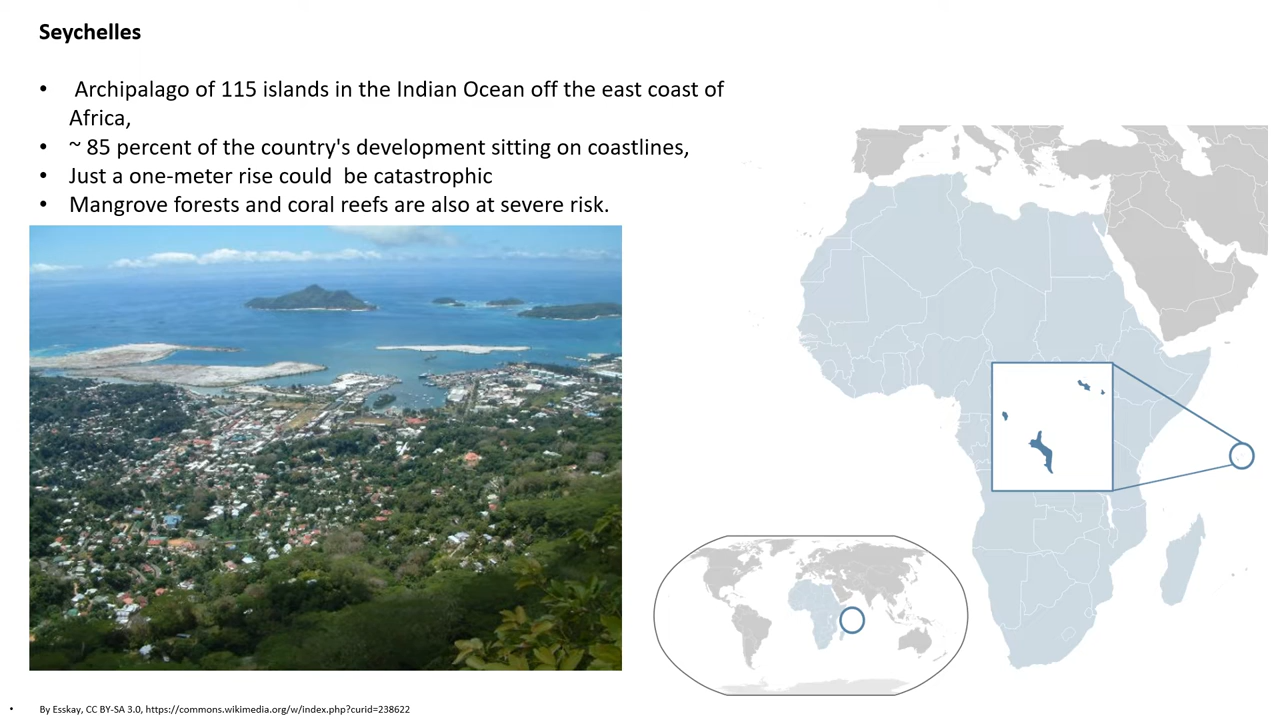 Seychelles
• Archipalago of 115 islands in the Indian Ocean off the east coast of
Africa,
• ~ 85 percent of the country's development sitting on coastlines,
• Just a one-meter rise could  be catastrophic
• Mangrove forests and coral reefs are also at severe risk.
• By Esskay, CC BY-SA 3.0, https://commons.wikimedia.org/w/index.php?curid=238622